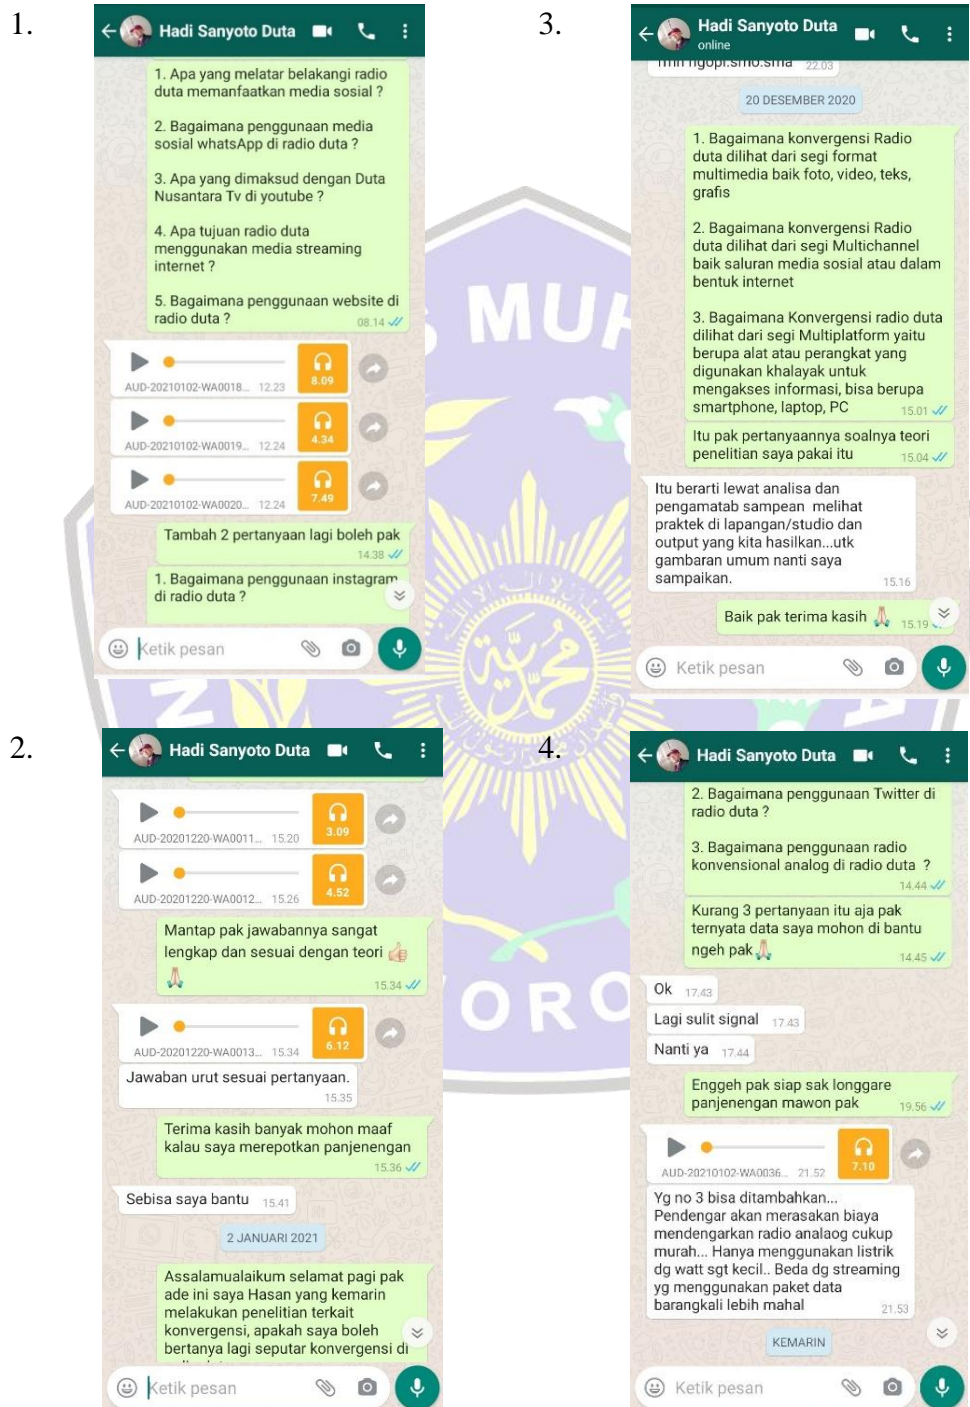 1.
Hadi Sanyoto Duta
1. Apa yang melatar belakangi radio
duta memanfaatkan media sosial ?
2. Bagaimana penggunaan media
sosial whatsApp di radio duta ?
3. Apa yang dimaksud dengan Duta
Nusantara Tv di youtube ?
4. Apa tujuan radio duta
menggunakan media streaming
internet ?
5. Bagaimana penggunaan website di
radio duta ?
08.14
8.09
AUD-20210102-WA0018... 12.23
4.34
AUD-20210102-WA0019... 12.24
7.49
AUD-20210102-WA0020... 12.24
Tambah 2 pertanyaan lagi boleh pak
14.38
1. Bagaimana penggunaan instagram
di radio duta ?
Ketik pesan
2.
Hadi Sanyoto Duta
3.09
AUD-20201220-WA0011... 15.20
4.52
AUD-20201220-WA0012... 15.26
Mantap pak jawabannya sangat
lengkap dan sesuai dengan teori 👍
🙏
15.34
6.12
AUD-20201220-WA0013... 15.34
Jawaban urut sesuai pertanyaan.
15.35
Terima kasih banyak mohon maaf
kalau saya merepotkan panjenengan
15.36
Sebisa saya bantu 15.41
2 JANUARI 2021
Assalamualaikum selamat pagi pak
ade ini saya Hasan yang kemarin
melakukan penelitian terkait
konvergensi, apakah saya boleh
bertanya lagi seputar konvergensi di
Ketik pesan
3.
Hadi Sanyoto Duta
online
22.03
20 DESEMBER 2020
1. Bagaimana konvergensi Radio
duta dilihat dari segi format
multimedia baik foto, video, teks,
grafis
2. Bagaimana konvergensi Radio
duta dilihat dari segi Multichannel
baik saluran media sosial atau dalam
bentuk internet
3. Bagaimana Konvergensi radio duta
dilihat dari segi Multiplatform yaitu
berupa alat atau perangkat yang
digunakan khalayak untuk
mengakses informasi, bisa berupa
smartphone, laptop, PC
15.01
Itu pak pertanyaannya soalnya teori
penelitian saya pakai itu
15.04
Itu berarti lewat analisa dan
pengamatab sampean melihat
praktek di lapangan/studio dan
output yang kita hasilkan...utk
gambaran umum nanti saya
sampaikan.
15.16
Baik pak terima kasih 🙏 15.19
Ketik pesan
4.
Hadi Sanyoto Duta
2. Bagaimana penggunaan Twitter di
radio duta ?
3. Bagaimana penggunaan radio
konvensional analog di radio duta ?
14.44
Kurang 3 pertanyaan itu aja pak
ternyata data saya mohon di bantu
ngeh pak🙏
14.45
Ok 17.43
Lagi sulit signal 17.43
Nanti ya 17.44
Enggeh pak siap sak longgare
panjenengan mawon pak
19.56
7.10
AUD-20210102-WA0036... 21.52
Yg no 3 bisa ditambahkan...
Pendengar akan merasakan biaya
mendengarkan radio analaog cukup
murah... Hanya menggunakan listrik
dg watt sgt kecil.. Beda dg streaming
yg menggunakan paket data
barangkali lebih mahal
21.53
KEMARIN
Ketik pesan
S MUH
ORO